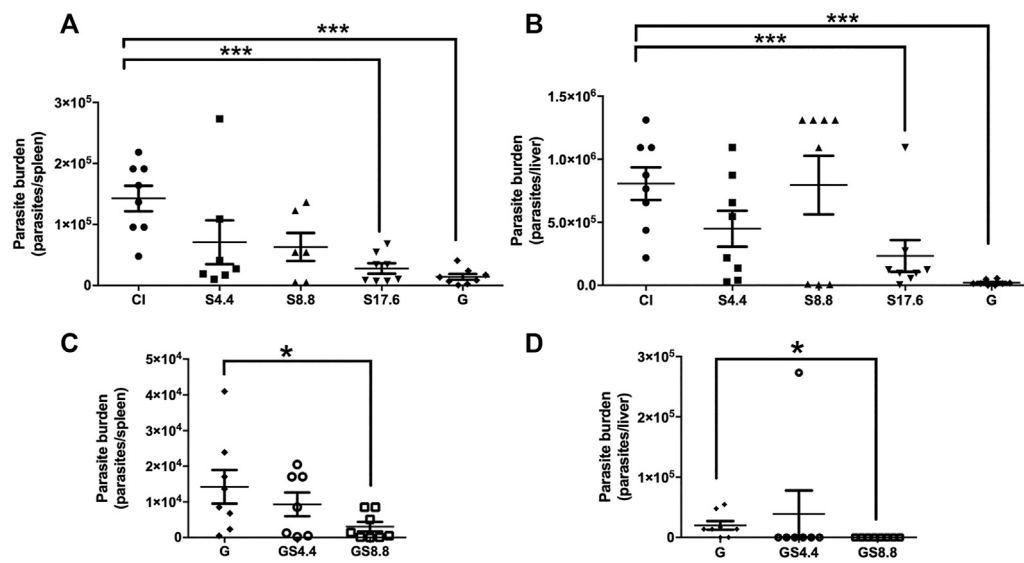 A
***
***
3×10⁵
2×10⁵
1×10⁵
0
Parasite burden
(parasites/spleen)
CI S4.4 S8.8 S17.6 G
B
***
***
1.5×10⁶
1.0×10⁶
5.0×10⁵
0.0
Parasite burden
(parasites/liver)
CI S4.4 S8.8 S17.6 G
C
*
5×10⁴
4×10⁴
3×10⁴
2×10⁴
1×10⁴
0
Parasite burden
(parasites/spleen)
G GS4.4 GS8.8
D
*
3×10⁵
2×10⁵
1×10⁵
0
Parasite burden
(parasites/liver)
G GS4.4 GS8.8